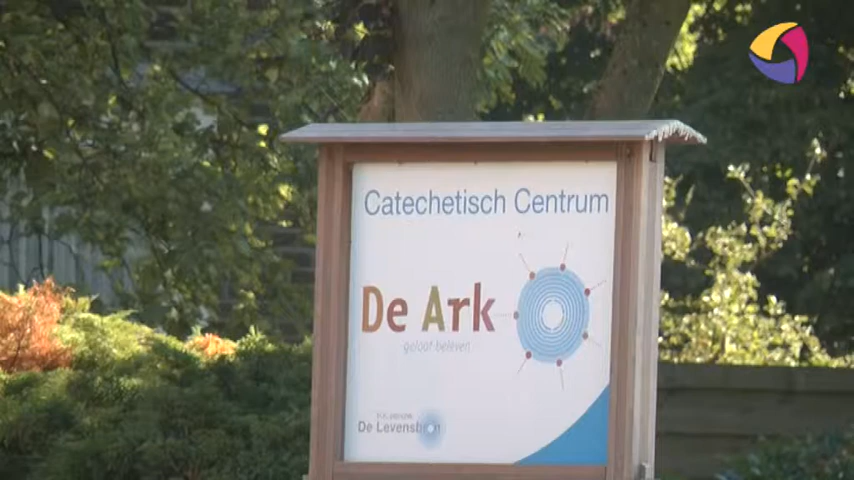 Catechetisch Centrum
De Ark
geloof beleven
De Levensbron